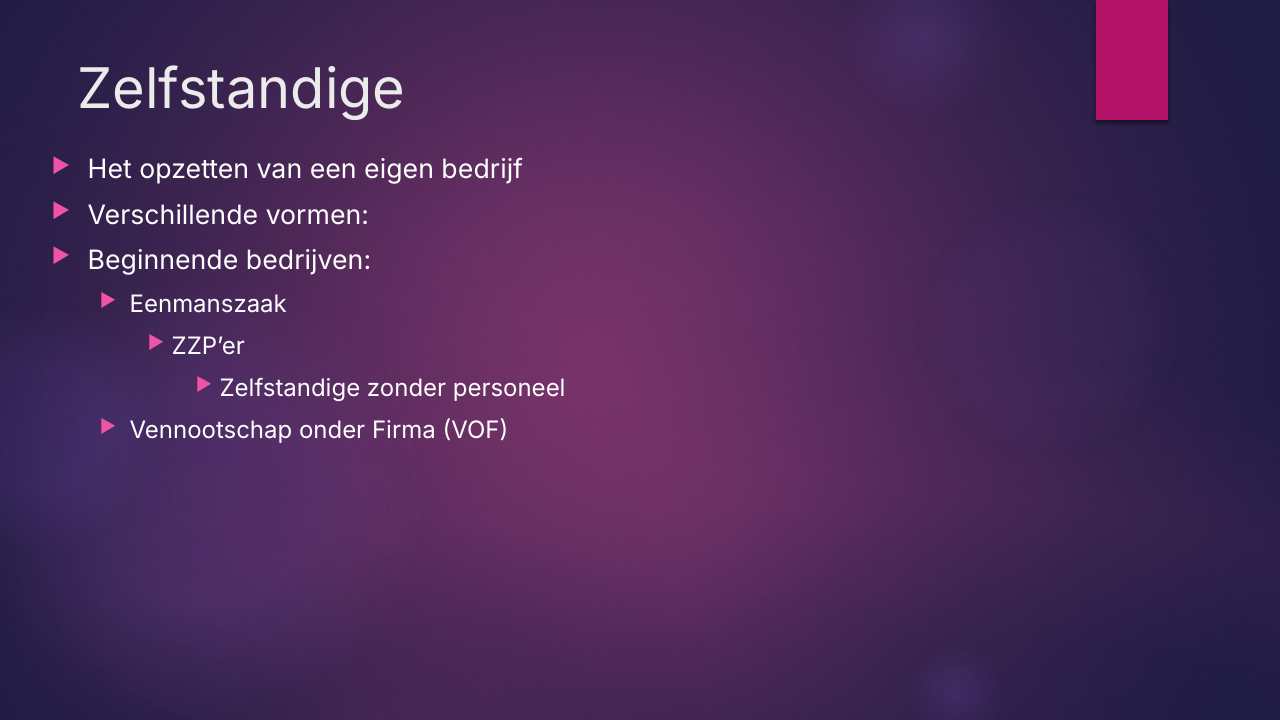 Zelfstandige
Het opzetten van een eigen bedrijf
Verschillende vormen:
Beginnende bedrijven:
Eenmanszaak
ZZP’er
Zelfstandige zonder personeel
Vennootschap onder Firma (VOF)